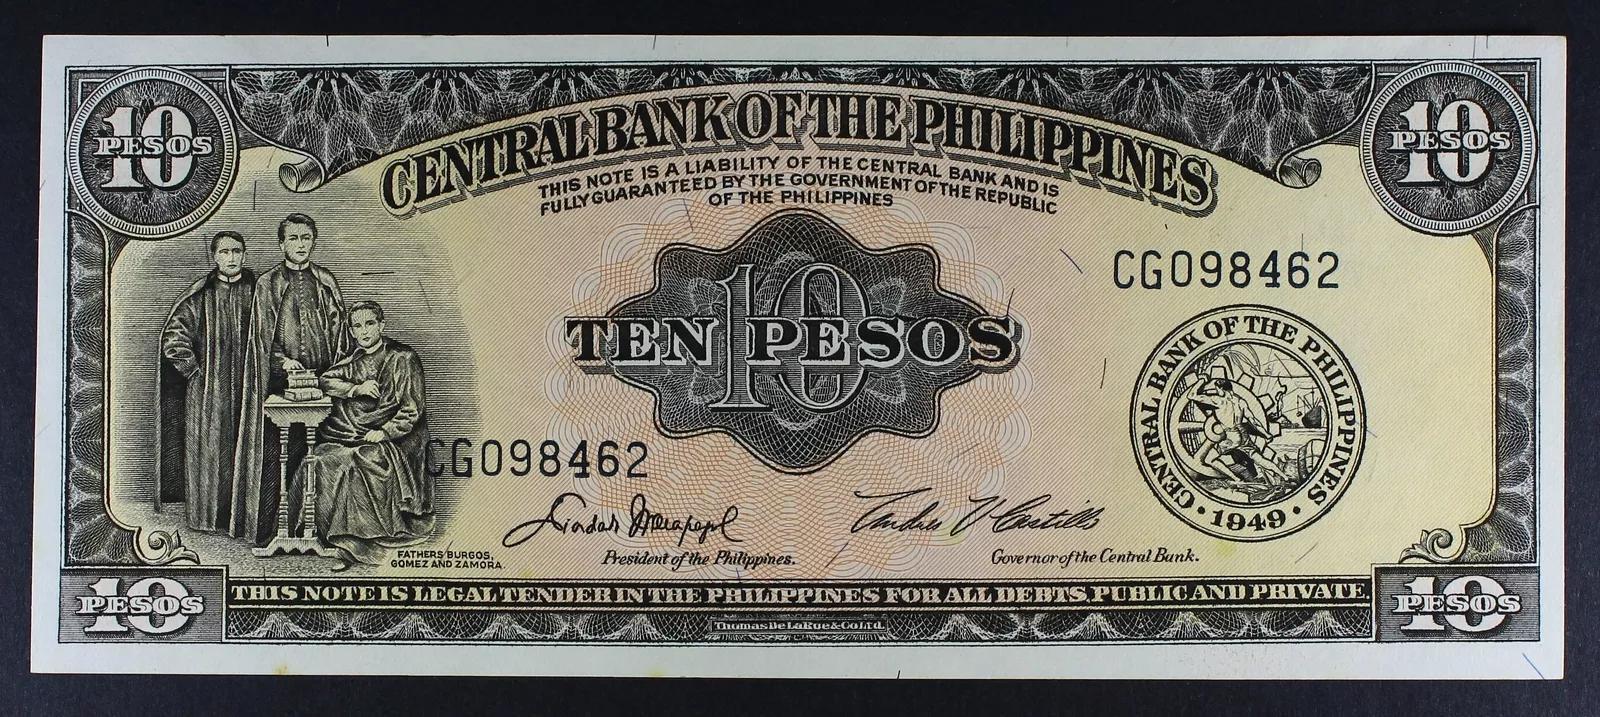 10
PESOS
10
PESOS
CENTRAL BANK OF THE PHILIPPINES
THIS NOTE IS A LIABILITY OF THE CENTRAL BANK AND IS
FULLY GUARANTEED BY THE GOVERNMENT OF THE REPUBLIC
OF THE PHILIPPINES
CG098462
10
TEN PESOS
CENTRAL BANK OF THE PHILIPPINES
· 1949 ·
CG098462
FATHERS BURGOS,
GOMEZ AND ZAMORA.
President of the Philippines.
Andres V Castillo
Governor of the Central Bank.
10
PESOS
THIS NOTE IS LEGAL TENDER IN THE PHILIPPINES FOR ALL DEBTS PUBLIC AND PRIVATE
10
PESOS
Thomas De La Rue & Co Ltd.